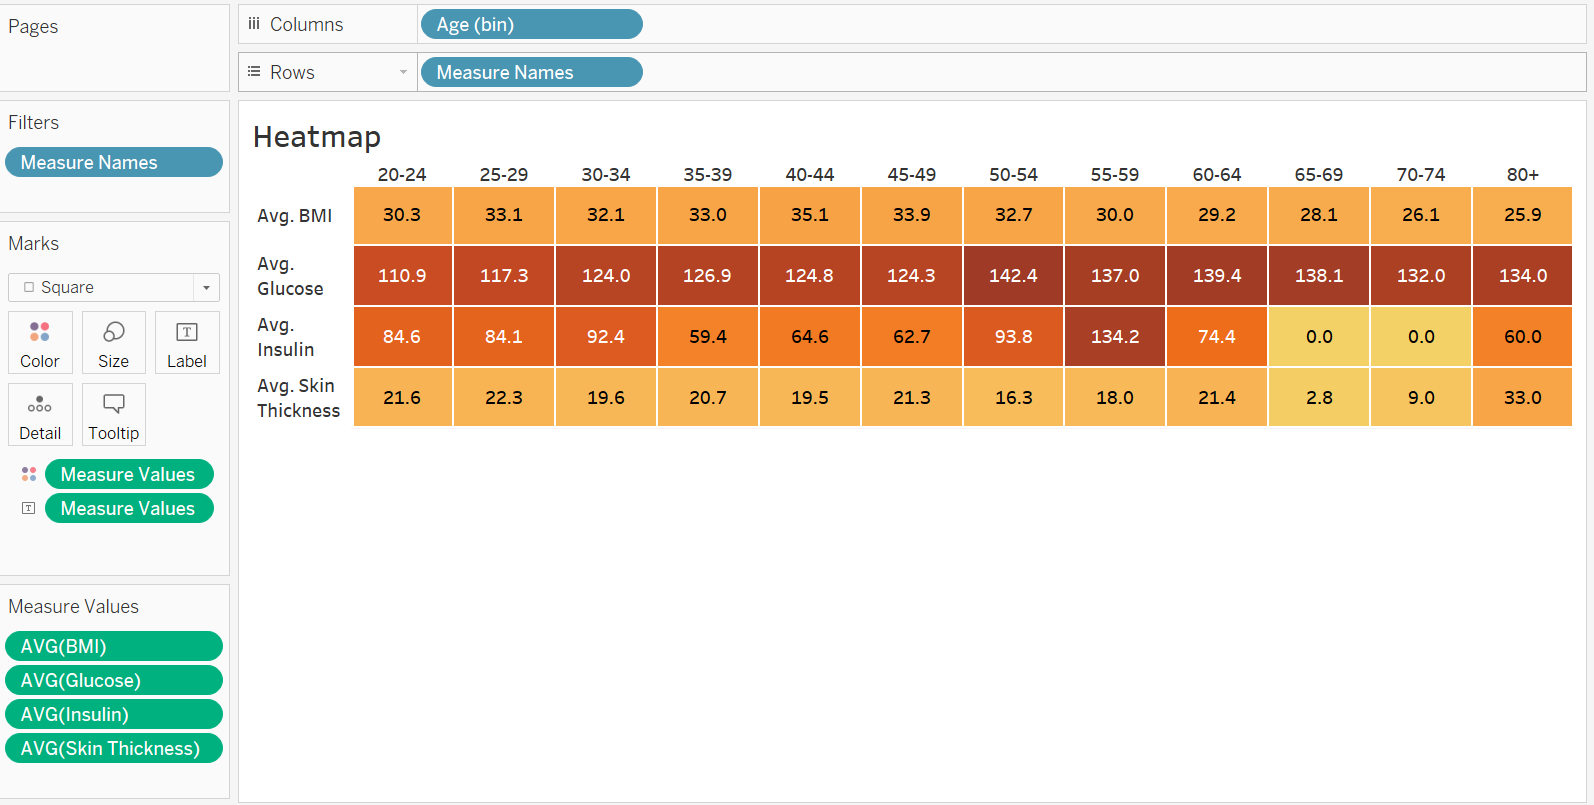 Pages
Columns
Age (bin)
Rows
Measure Names
Filters
Measure Names
Marks
Square
Color
Size
Label
Detail
Tooltip
Measure Values
Measure Values
Measure Values
AVG(BMI)
AVG(Glucose)
AVG(Insulin)
AVG(Skin Thickness)
Heatmap
20-24 25-29 30-34 35-39 40-44 45-49 50-54 55-59 60-64 65-69 70-74 80+
Avg. BMI 30.3 33.1 32.1 33.0 35.1 33.9 32.7 30.0 29.2 28.1 26.1 25.9
Avg.
Glucose 110.9 117.3 124.0 126.9 124.8 124.3 142.4 137.0 139.4 138.1 132.0 134.0
Avg.
Insulin 84.6 84.1 92.4 59.4 64.6 62.7 93.8 134.2 74.4 0.0 0.0 60.0
Avg. Skin
Thickness 21.6 22.3 19.6 20.7 19.5 21.3 16.3 18.0 21.4 2.8 9.0 33.0